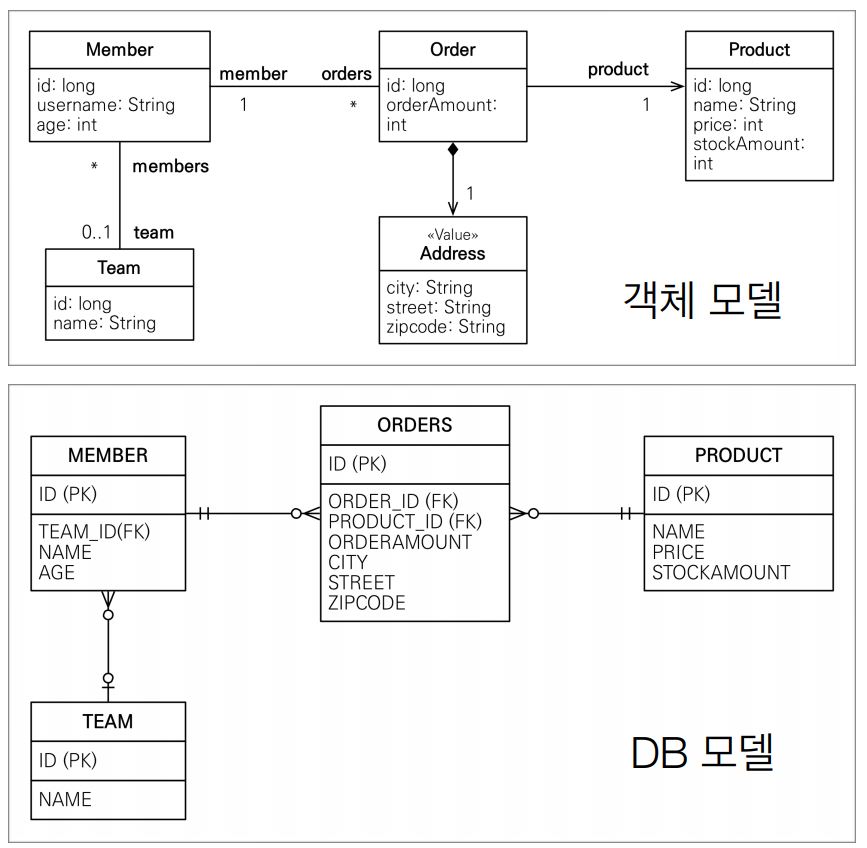 Member
id: long
username: String
age: int
member
1
orders
*
Order
id: long
orderAmount:
int
product
1
Product
id: long
name: String
price: int
stockAmount:
int
*
members
0..1
team
Team
id: long
name: String
1
«Value»
Address
city: String
street: String
zipcode: String
객체 모델
MEMBER
ID (PK)
TEAM_ID(FK)
NAME
AGE
ORDERS
ID (PK)
ORDER_ID (FK)
PRODUCT_ID (FK)
ORDERAMOUNT
CITY
STREET
ZIPCODE
PRODUCT
ID (PK)
NAME
PRICE
STOCKAMOUNT
TEAM
ID (PK)
NAME
DB 모델